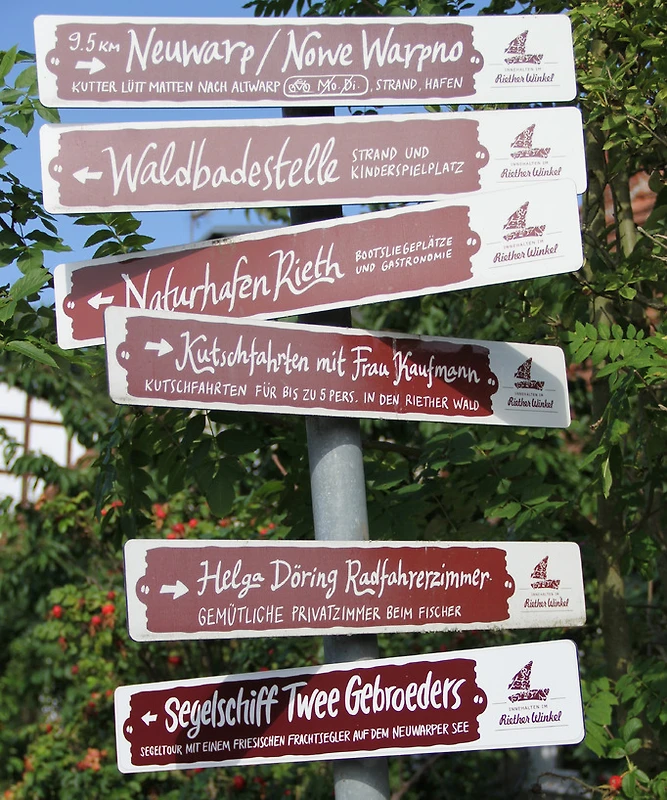 9.5 KM Neuwarp / Nowe Warpno
KUTTER LÜTT MATTEN NACH ALTWARP Mo. Di., STRAND, HAFEN
INNEHALTEN IM
Riether Winkel
Waldbadestelle
STRAND UND
KINDERSPIELPLATZ
INNEHALTEN IM
Riether Winkel
Naturhafen Rieth
BOOTSLIEGEPLÄTZE
UND GASTRONOMIE
INNEHALTEN IM
Riether Winkel
Kutschfahrten mit Frau Kaufmann
KUTSCHFAHRTEN FÜR BIS ZU 5 PERS. IN DEN RIETHER WALD
INNEHALTEN IM
Riether Winkel
Helga Döring Radfahrerzimmer
GEMÜTLICHE PRIVATZIMMER BEIM FISCHER
INNEHALTEN IM
Riether Winkel
Segelschiff Twee Gebroeders
SEGELTOUR MIT EINEM FRIESISCHEN FRACHTSEGLER AUF DEM NEUWARPER SEE
INNEHALTEN IM
Riether Winkel